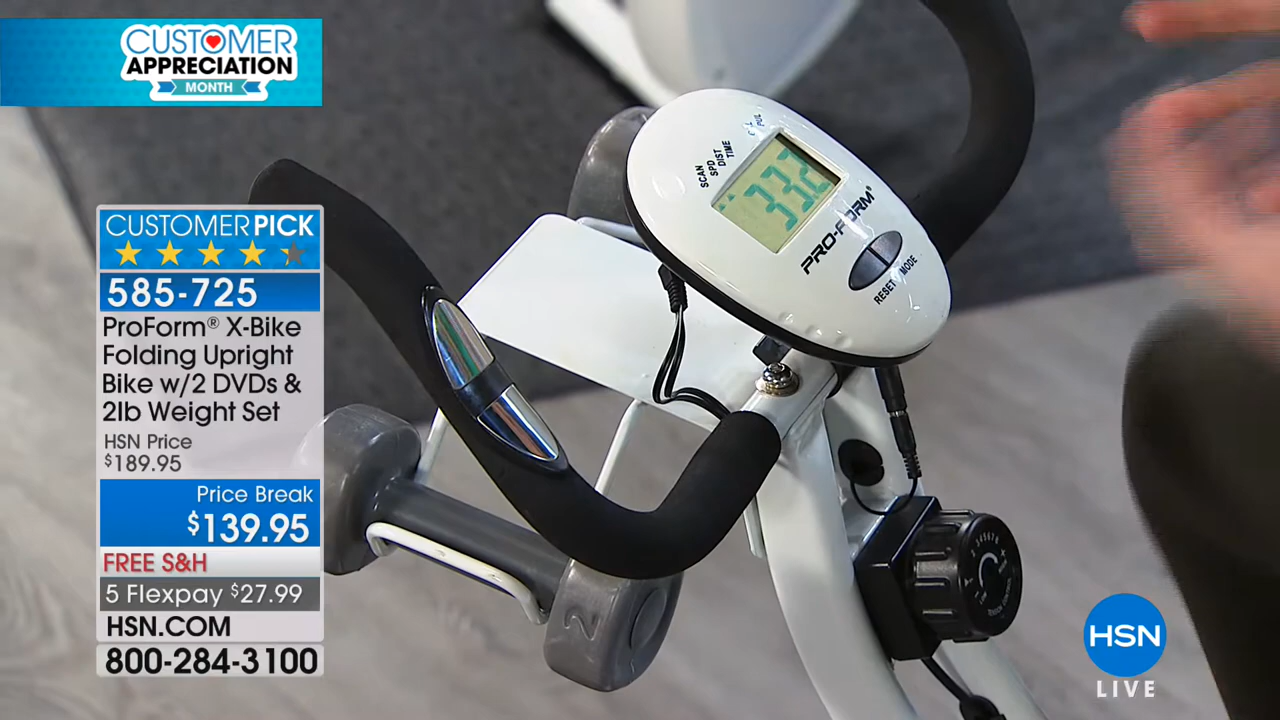 CUSTOMER
APPRECIATION
MONTH
CUSTOMER PICK
585-725
ProForm® X-Bike
Folding Upright
Bike w/2 DVDs &
2lb Weight Set
HSN Price
$189.95
Price Break
$139.95
FREE S&H
5 Flexpay $27.99
HSN.COM
800-284-3100
SCAN
SPD
DIST
TIME
332
PRO-FORM®
RESET / MODE
2
HSN
LIVE